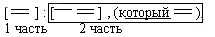 [══] : [── ══] , (который ══)
1 часть 2 часть